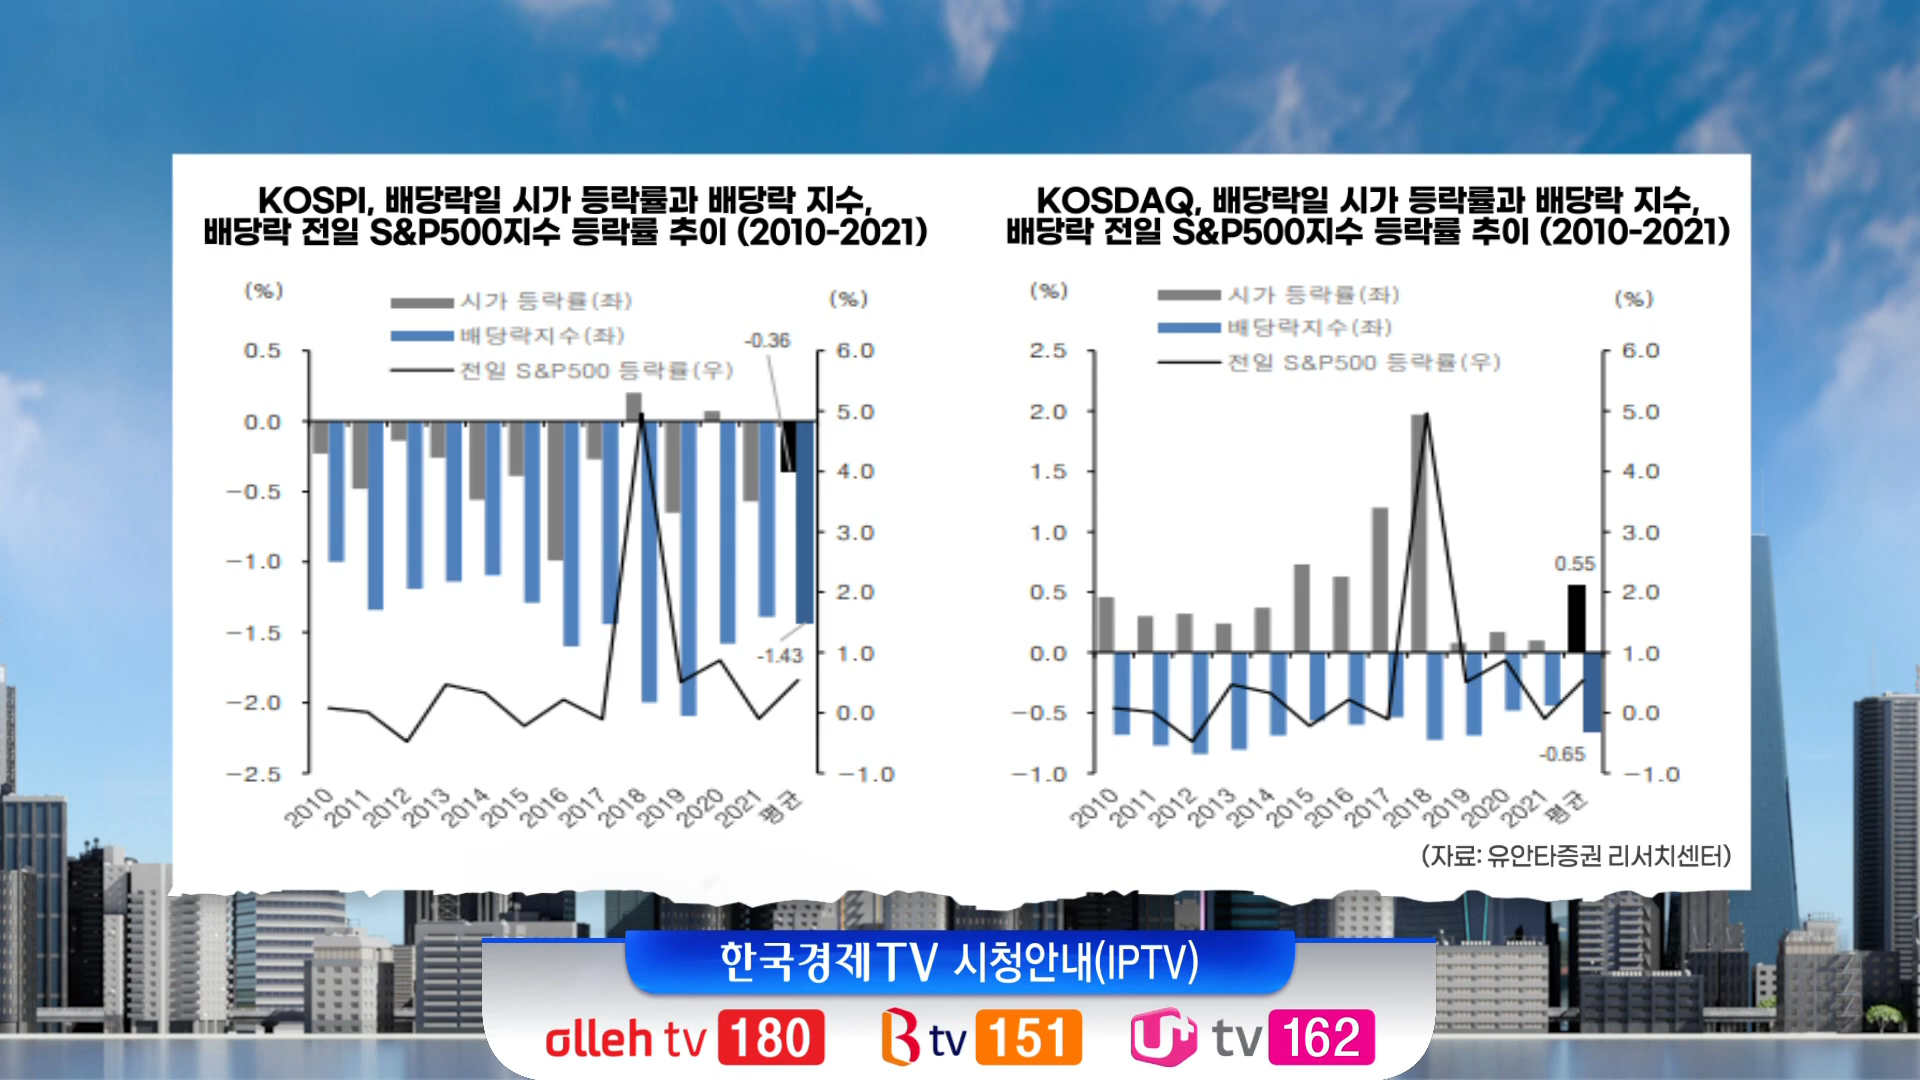 KOSPI, 배당락일 시가 등락률과 배당락 지수,
배당락 전일 S&P500지수 등락률 추이 (2010-2021)
(%)
(%)
시가 등락률(좌)
배당락지수(좌)
전일 S&P500 등락률(우)
-0.36
0.5
0.0
-0.5
-1.0
-1.5
-2.0
-2.5
6.0
5.0
4.0
3.0
2.0
1.0
0.0
-1.0
-1.43
2010 2011 2012 2013 2014 2015 2016 2017 2018 2019 2020 2021 평균
KOSDAQ, 배당락일 시가 등락률과 배당락 지수,
배당락 전일 S&P500지수 등락률 추이 (2010-2021)
(%)
(%)
시가 등락률(좌)
배당락지수(좌)
전일 S&P500 등락률(우)
2.5
2.0
1.5
1.0
0.5
0.0
-0.5
-1.0
6.0
5.0
4.0
3.0
2.0
1.0
0.0
-1.0
0.55
-0.65
2010 2011 2012 2013 2014 2015 2016 2017 2018 2019 2020 2021 평균
(자료: 유안타증권 리서치센터)
한국경제TV 시청안내(IPTV)
olleh tv 180 B tv 151 U+ tv 162